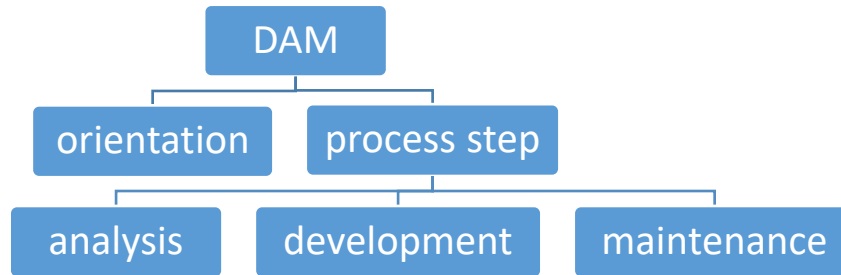 DAM
orientation
process step
analysis
development
maintenance